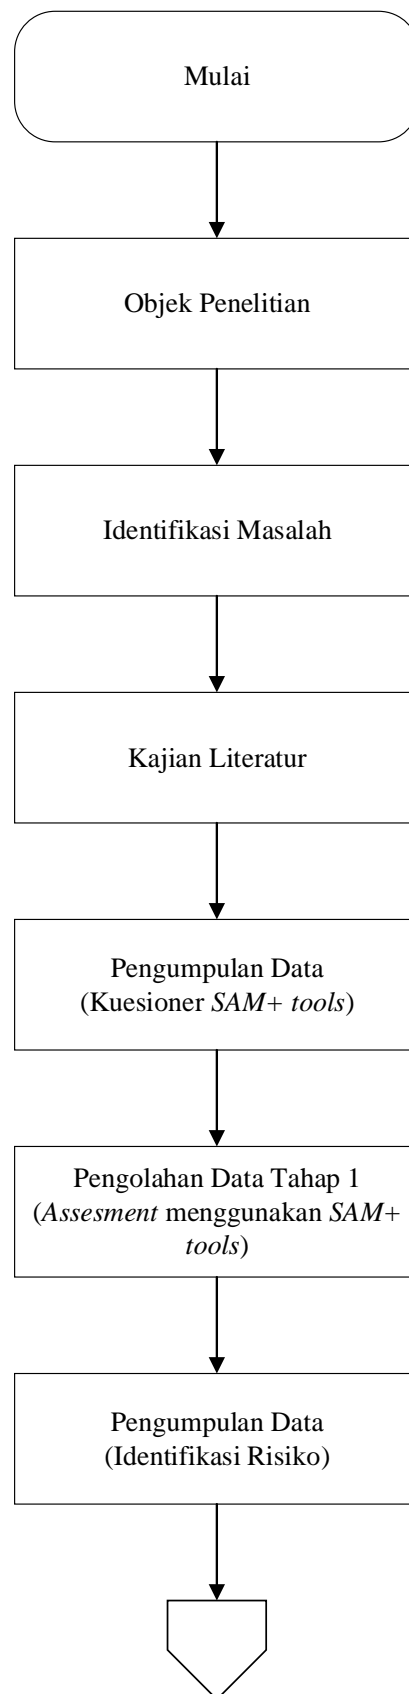 Mulai
Objek Penelitian
Identifikasi Masalah
Kajian Literatur
Pengumpulan Data
(Kuesioner SAM+ tools)
Pengolahan Data Tahap 1
(Assesment menggunakan SAM+
tools)
Pengumpulan Data
(Identifikasi Risiko)